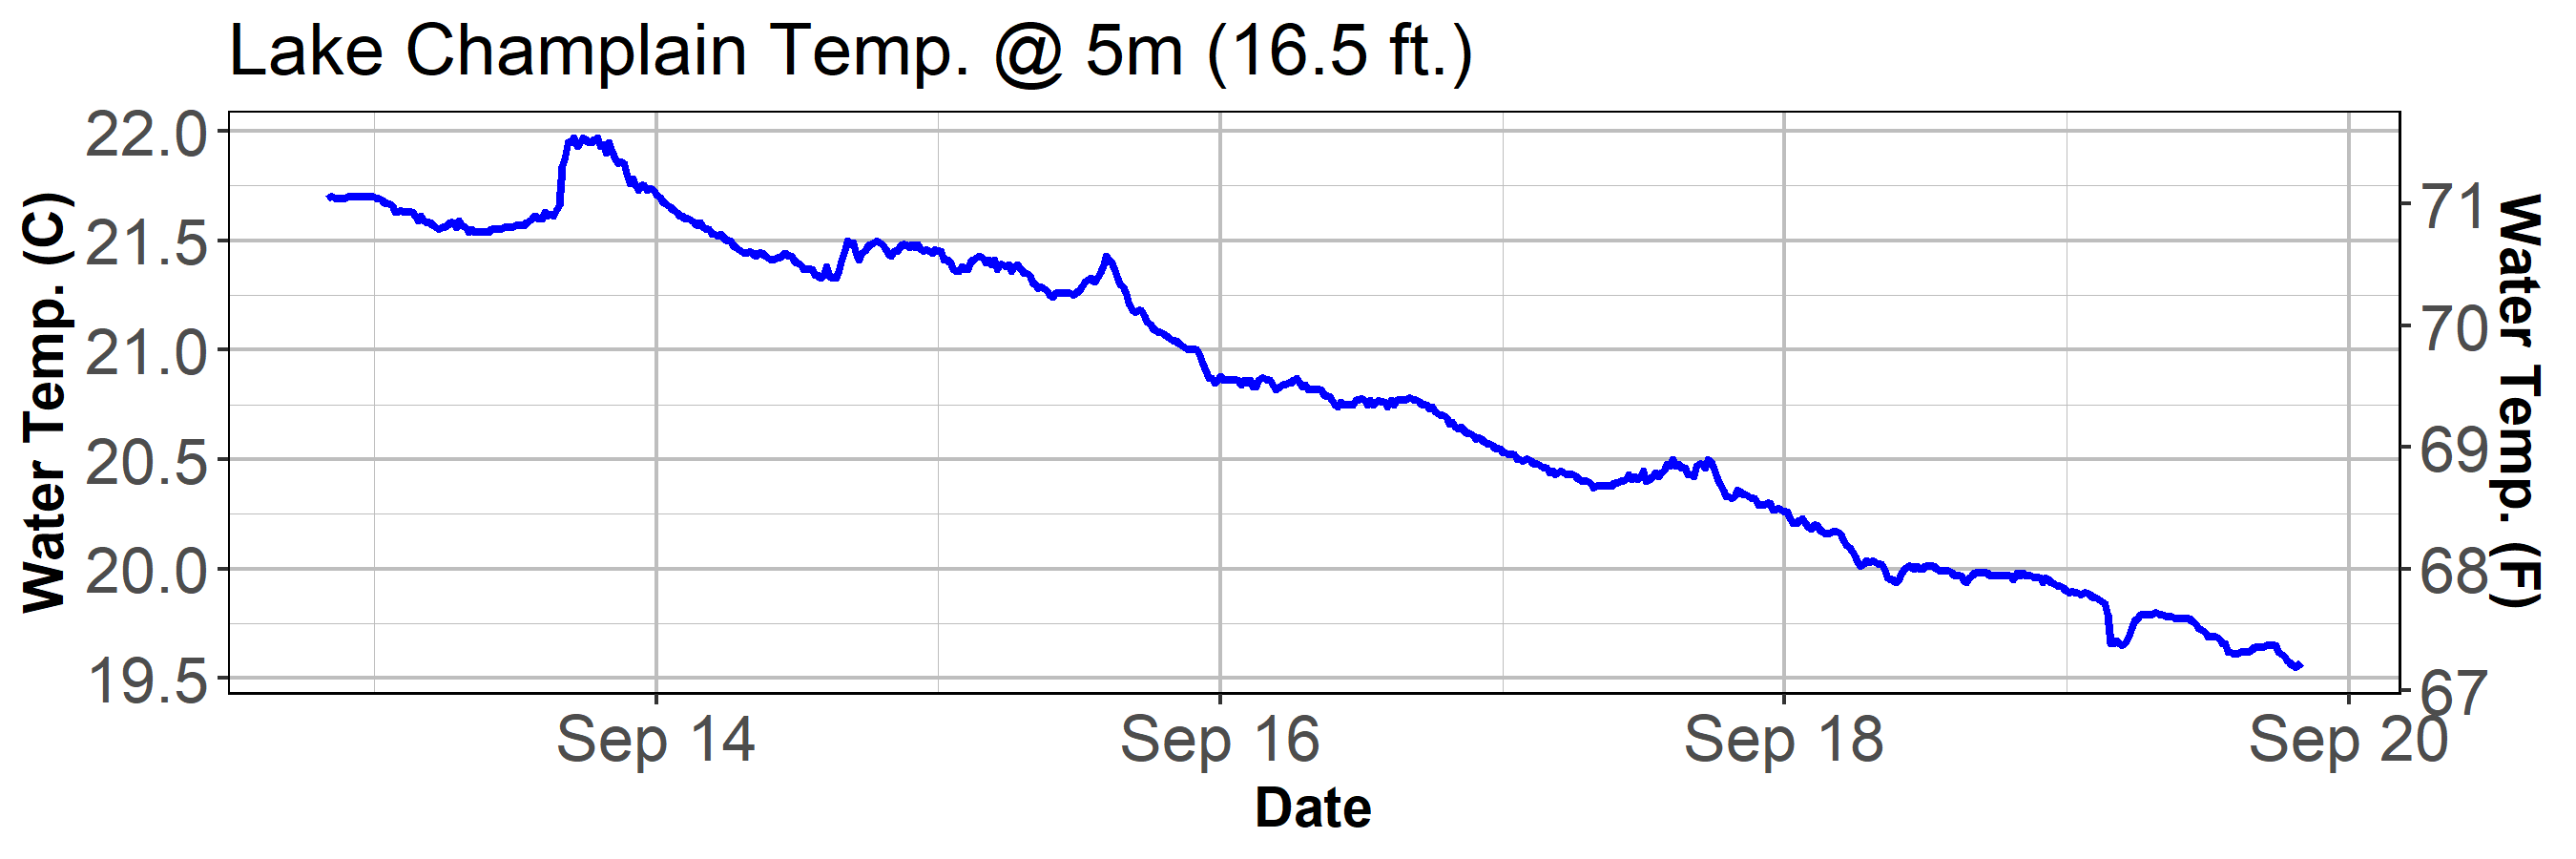 Lake Champlain Temp. @ 5m (16.5 ft.)
Water Temp. (C)
22.0
21.5
21.0
20.5
20.0
19.5
71
70
69
68
67
Water Temp. (F)
Sep 14
Sep 16
Sep 18
Sep 20
Date